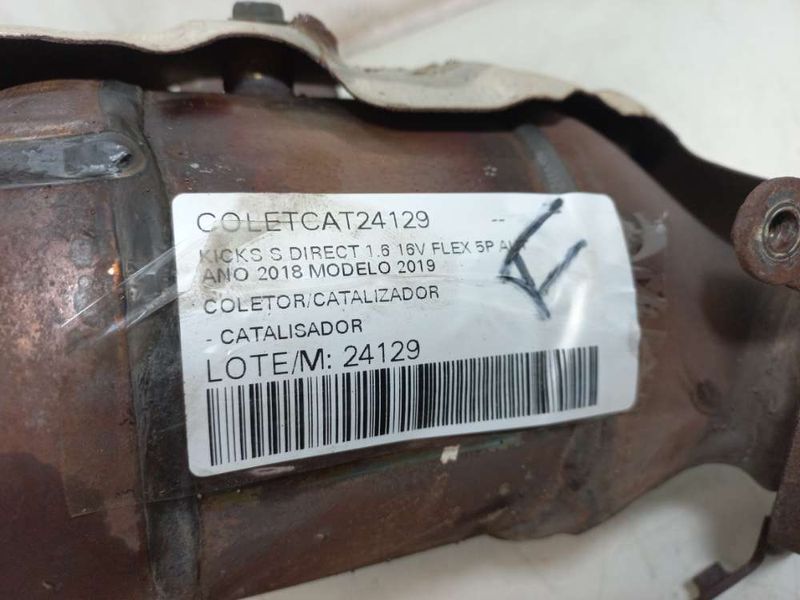 COLETCAT24129 --
KICKS S DIRECT 1.6 16V FLEX 5P
ANO 2018 MODELO 2019
COLETOR/CATALIZADOR
- CATALISADOR
LOTE/M: 24129